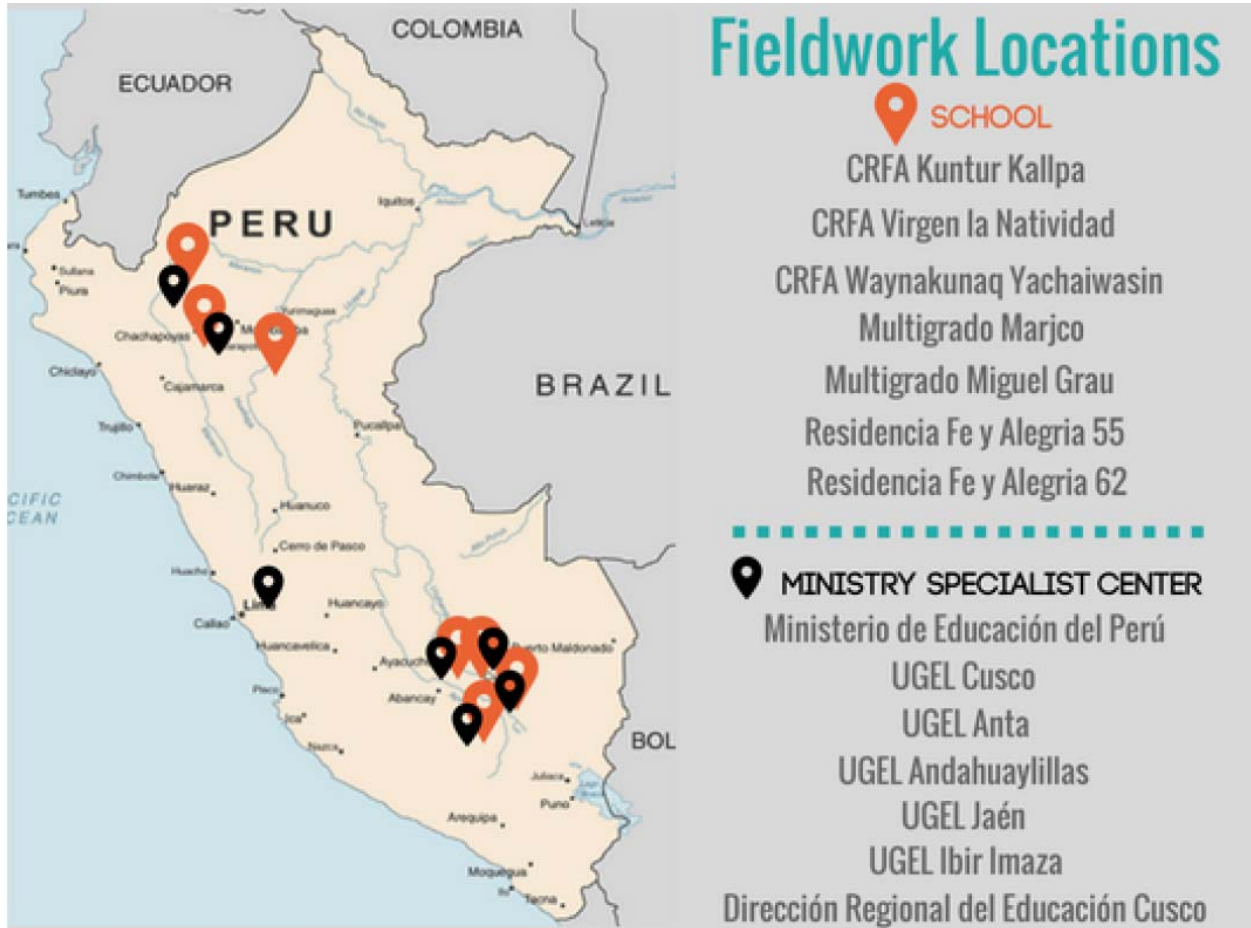 COLOMBIA
ECUADOR
Tumbes
Iquitos
Leticia
PERU
Sullana
Piura
Yurimaguas
Chachapoyas
Chiclayo
Cajamarca
BRAZIL
Trujillo
Pucallpa
Chimbote
Huaraz
CIFIC
CEAN
Huanuco
Cerro de Pasco
Huacho
Lima
Callao
Huancayo
Huancavelica
Puerto Maldonado
Ayacucho
Abancay
Pisco
Ica
Nazca
BOL
Juliaca
Puno
Arequipa
Moquegua
Ilo
Tacna
Fieldwork Locations
SCHOOL
CRFA Kuntur Kallpa
CRFA Virgen la Natividad
CRFA Waynakunaq Yachaiwasin
Multigrado Marjco
Multigrado Miguel Grau
Residencia Fe y Alegria 55
Residencia Fe y Alegria 62
MINISTRY SPECIALIST CENTER
Ministerio de Educación del Perú
UGEL Cusco
UGEL Anta
UGEL Andahuaylillas
UGEL Jaén
UGEL Ibir Imaza
Dirección Regional del Educación Cusco